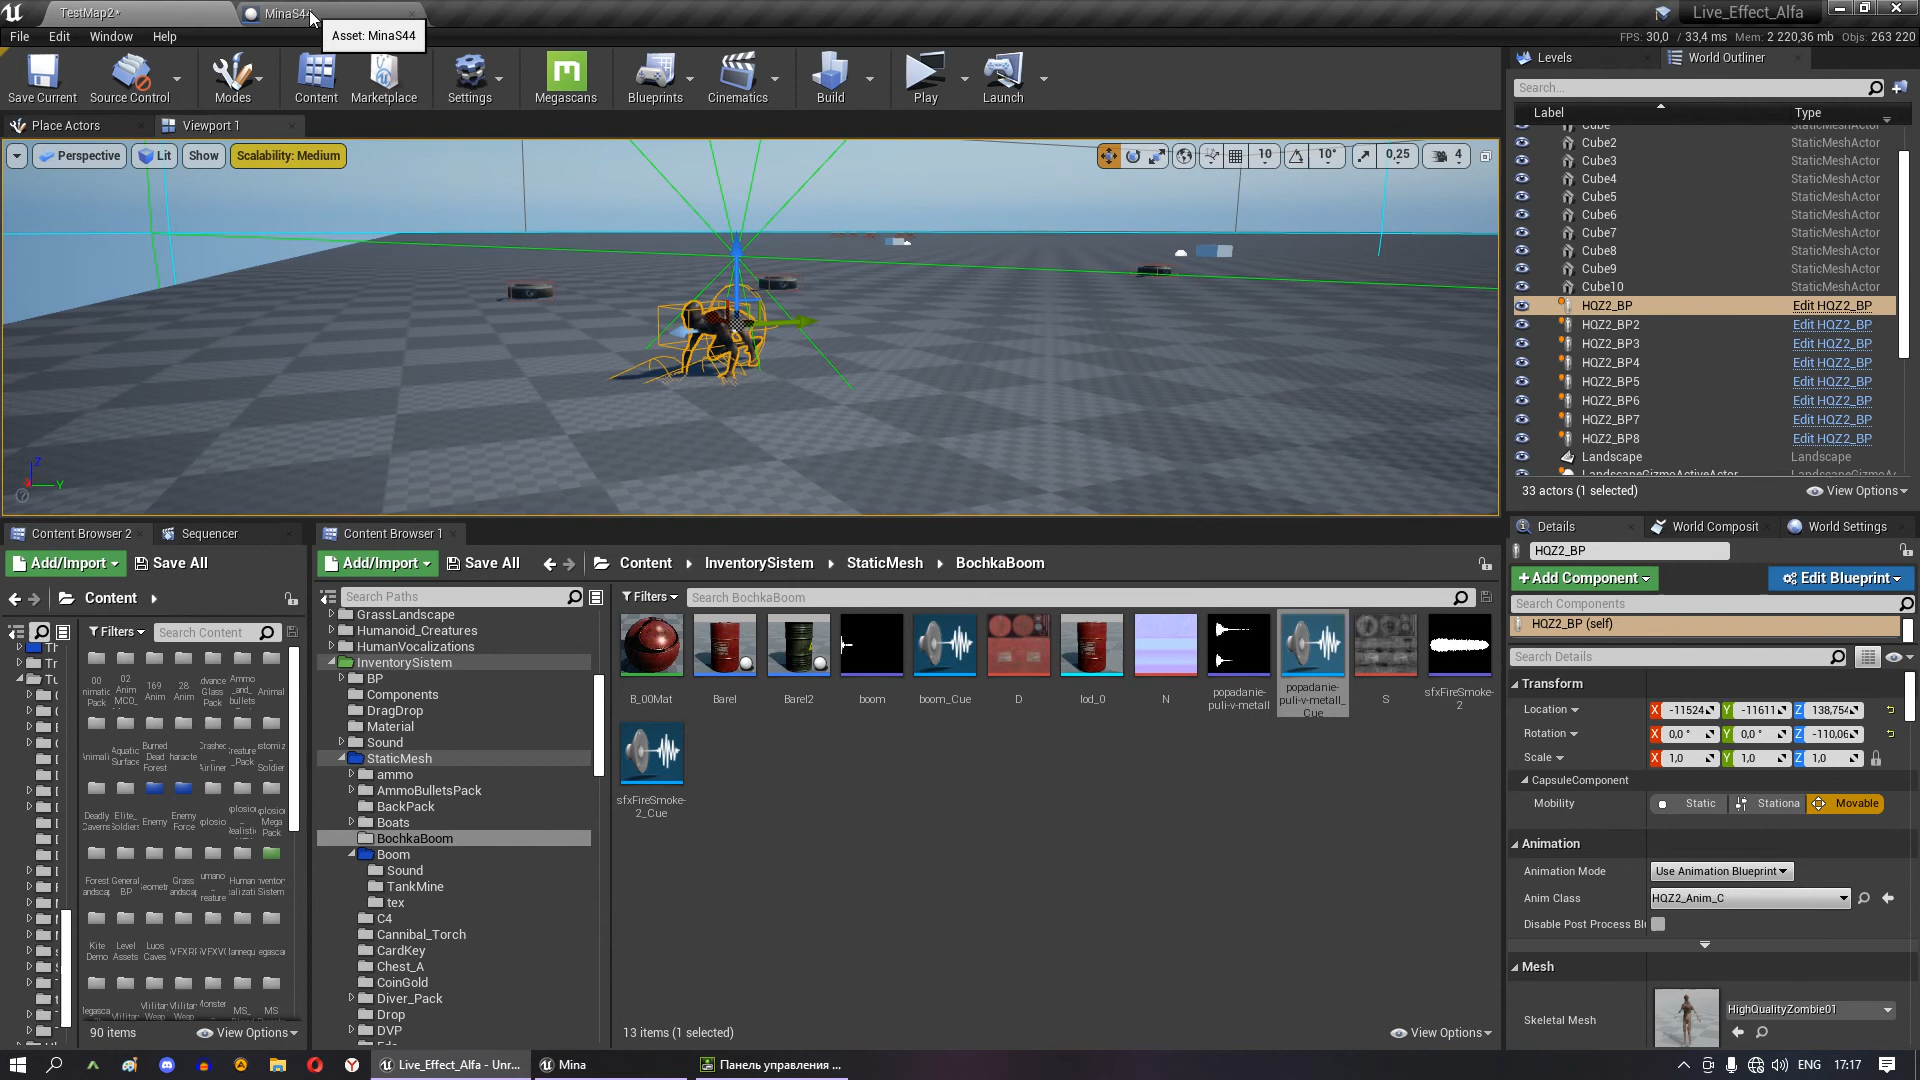 TestMap2*
MinaS44
Live_Effect_Alfa
File
Edit
Window
Help
Asset: MinaS44
FPS: 30,0 / 33,4 ms
Mem: 2 220,36 mb
Objs: 263 220
Save Current
Source Control
Modes
Content
Marketplace
Settings
Megascans
Blueprints
Cinematics
Build
Play
Launch
Levels
World Outliner
Search...
Label
Type
Place Actors
Viewport 1
Perspective
Lit
Show
Scalability: Medium
10
10°
0,25
4
Cube
StaticMeshActor
Cube2
StaticMeshActor
Cube3
StaticMeshActor
Cube4
StaticMeshActor
Cube5
StaticMeshActor
Cube6
StaticMeshActor
Cube7
StaticMeshActor
Cube8
StaticMeshActor
Cube9
StaticMeshActor
Cube10
StaticMeshActor
HQZ2_BP
Edit HQZ2_BP
HQZ2_BP2
Edit HQZ2_BP
HQZ2_BP3
Edit HQZ2_BP
HQZ2_BP4
Edit HQZ2_BP
HQZ2_BP5
Edit HQZ2_BP
HQZ2_BP6
Edit HQZ2_BP
HQZ2_BP7
Edit HQZ2_BP
HQZ2_BP8
Edit HQZ2_BP
Landscape
Landscape
LandscapeGizmoActiveActor
33 actors (1 selected)
View Options
Z
Y
Content Browser 2
Sequencer
Add/Import
Save All
Content
Filters
Search Content
90 items
View Options
Content Browser 1
Add/Import
Save All
Content
InventorySistem
StaticMesh
BochkaBoom
Search Paths
Filters
Search BochkaBoom
GrassLandscape
Humanoid_Creatures
HumanVocalizations
InventorySistem
BP
Components
DragDrop
Material
Sound
StaticMesh
ammo
AmmoBulletsPack
BackPack
Boats
BochkaBoom
Boom
Sound
TankMine
tex
C4
Cannibal_Torch
CardKey
Chest_A
CoinGold
Diver_Pack
Drop
DVP
B_00Mat
Barel
Barel2
boom
boom_Cue
D
lod_0
N
popadanie-puli-v-metall
popadanie-puli-v-metall_Cue
S
sfxFireSmoke-2
sfxFireSmoke-2_Cue
13 items (1 selected)
View Options
Details
World Composit
World Settings
HQZ2_BP
Add Component
Edit Blueprint
Search Components
HQZ2_BP (self)
Search Details
Transform
Location
X -11524
Y -11611
Z 138,754
Rotation
X 0,0 °
Y 0,0 °
Z -110,06
Scale
X 1,0
Y 1,0
Z 1,0
CapsuleComponent
Mobility
Static
Stationa
Movable
Animation
Animation Mode
Use Animation Blueprint
Anim Class
HQZ2_Anim_C
Disable Post Process Bl
Mesh
Skeletal Mesh
HighQualityZombie01
Live_Effect_Alfa - Unr...
Mina
Панель управления ...
ENG
17:17